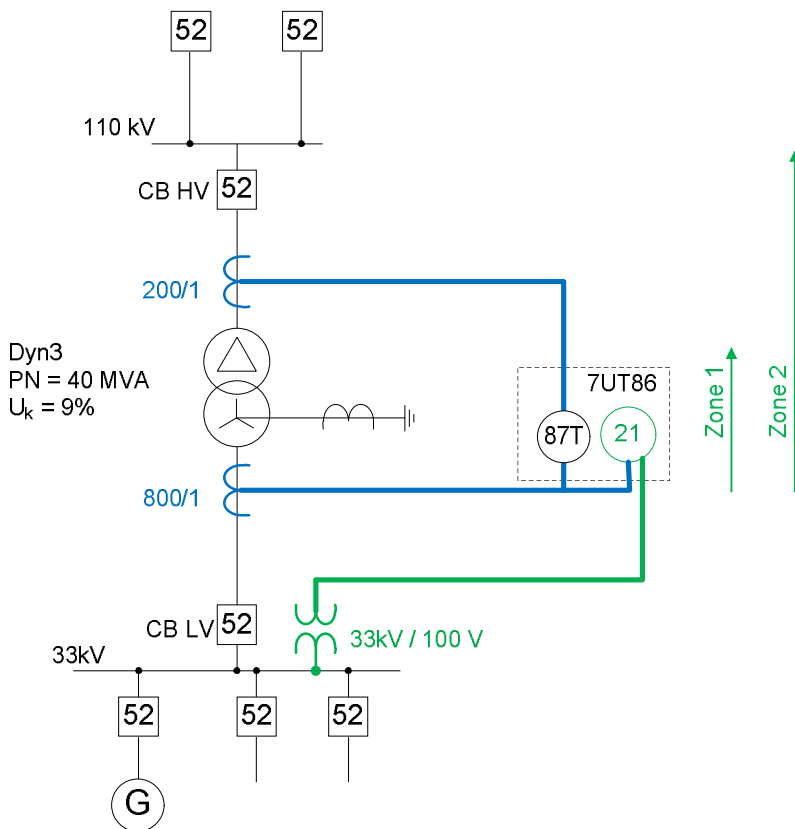 52 52
110 kV
CB HV 52
200/1
Dyn3
PN = 40 MVA
Uk = 9%
7UT86
87T 21
Zone 1
Zone 2
800/1
CB LV 52
33kV / 100 V
33kV
52 52 52
G